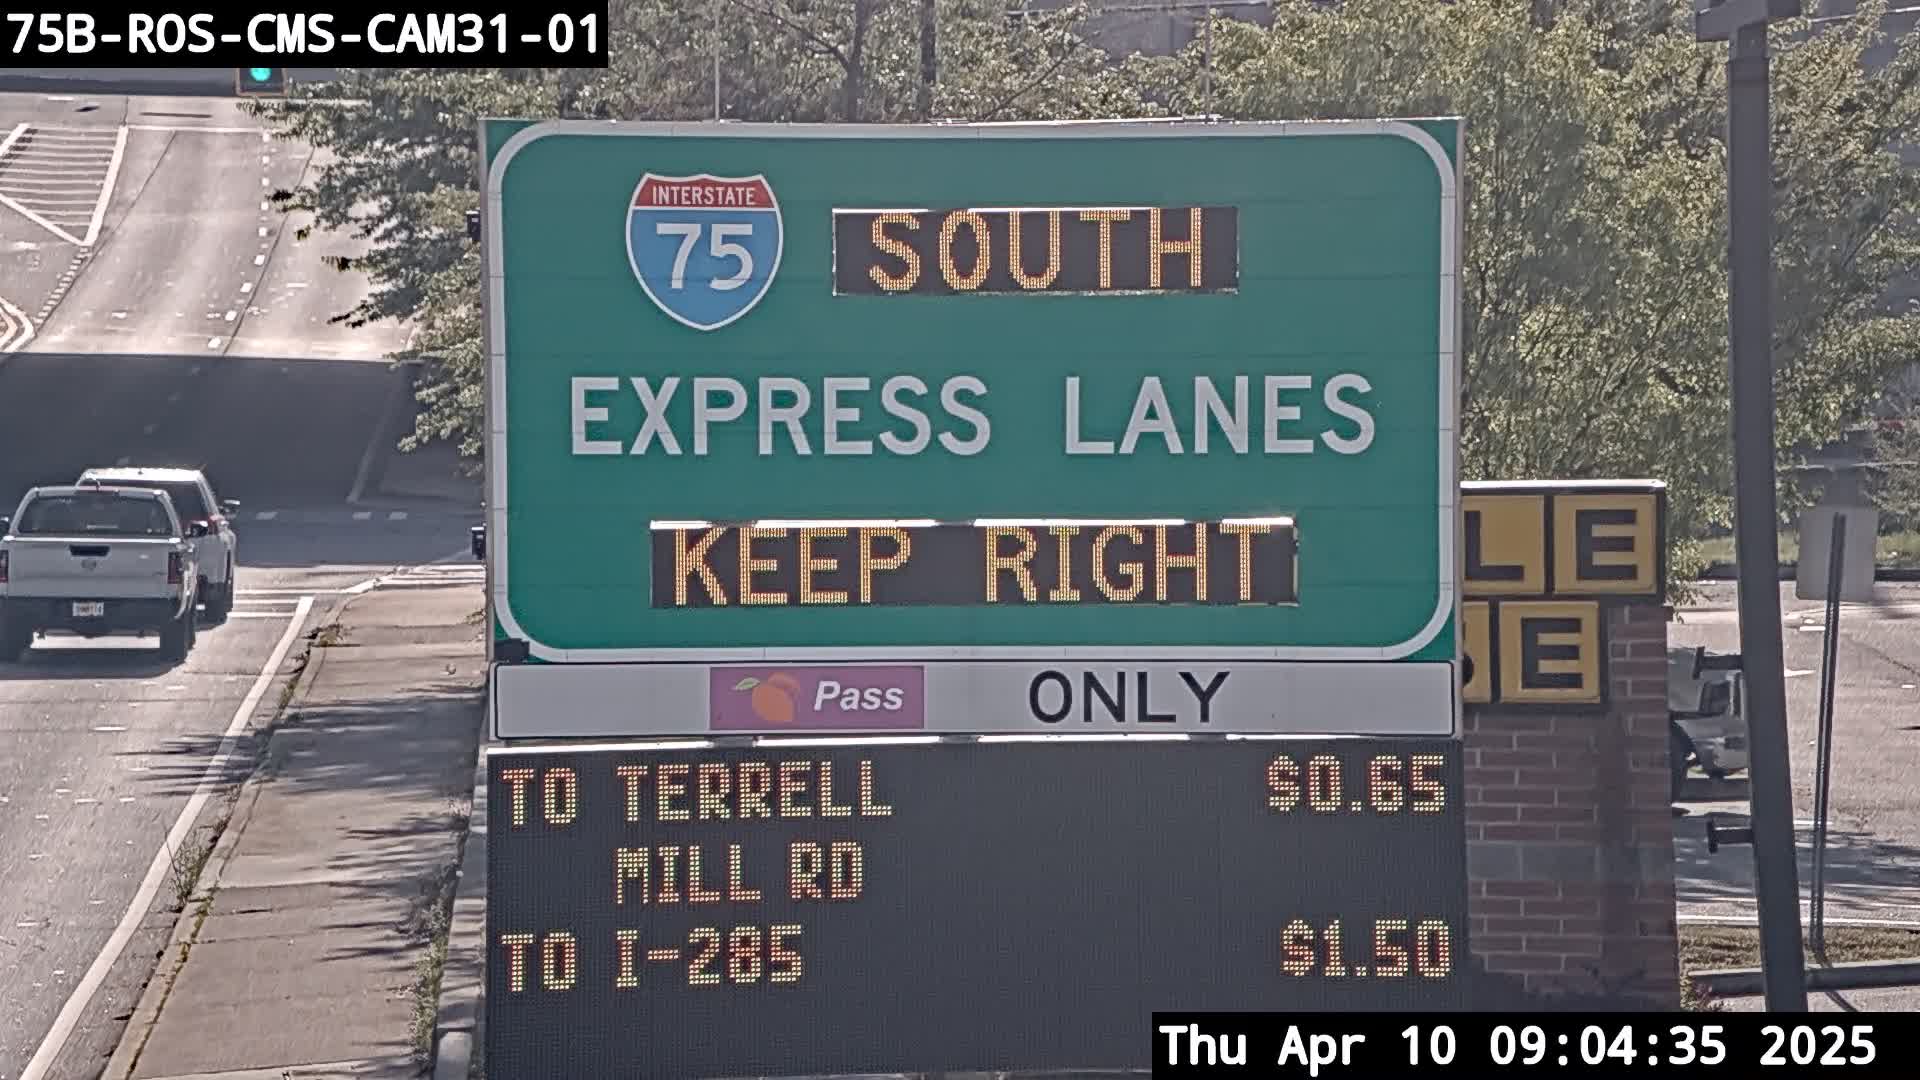 75B-ROS-CMS-CAM31-01
INTERSTATE
75
SOUTH
EXPRESS LANES
KEEP RIGHT
LE
E
Pass ONLY
TO TERRELL $0.65
MILL RD
TO I-285 $1.50
Thu Apr 10 09:04:35 2025